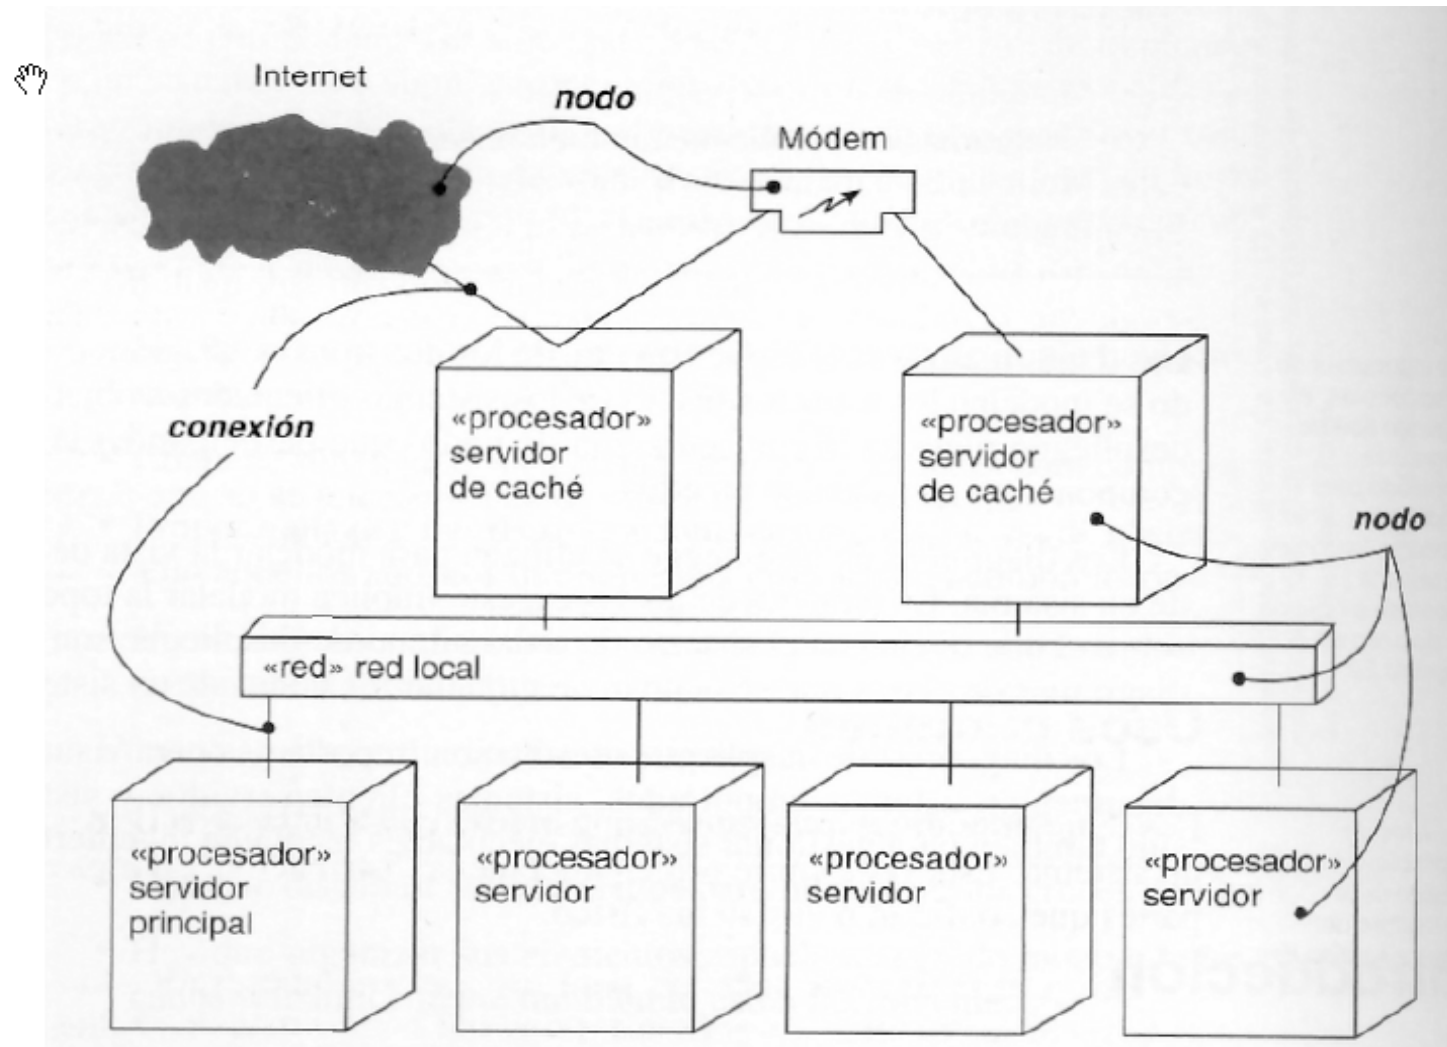 Internet
nodo
Módem
«procesador»
servidor
de caché
«procesador»
servidor
de caché
conexión
nodo
«red» red local
«procesador»
servidor
principal
«procesador»
servidor
«procesador»
servidor
«procesador»
servidor